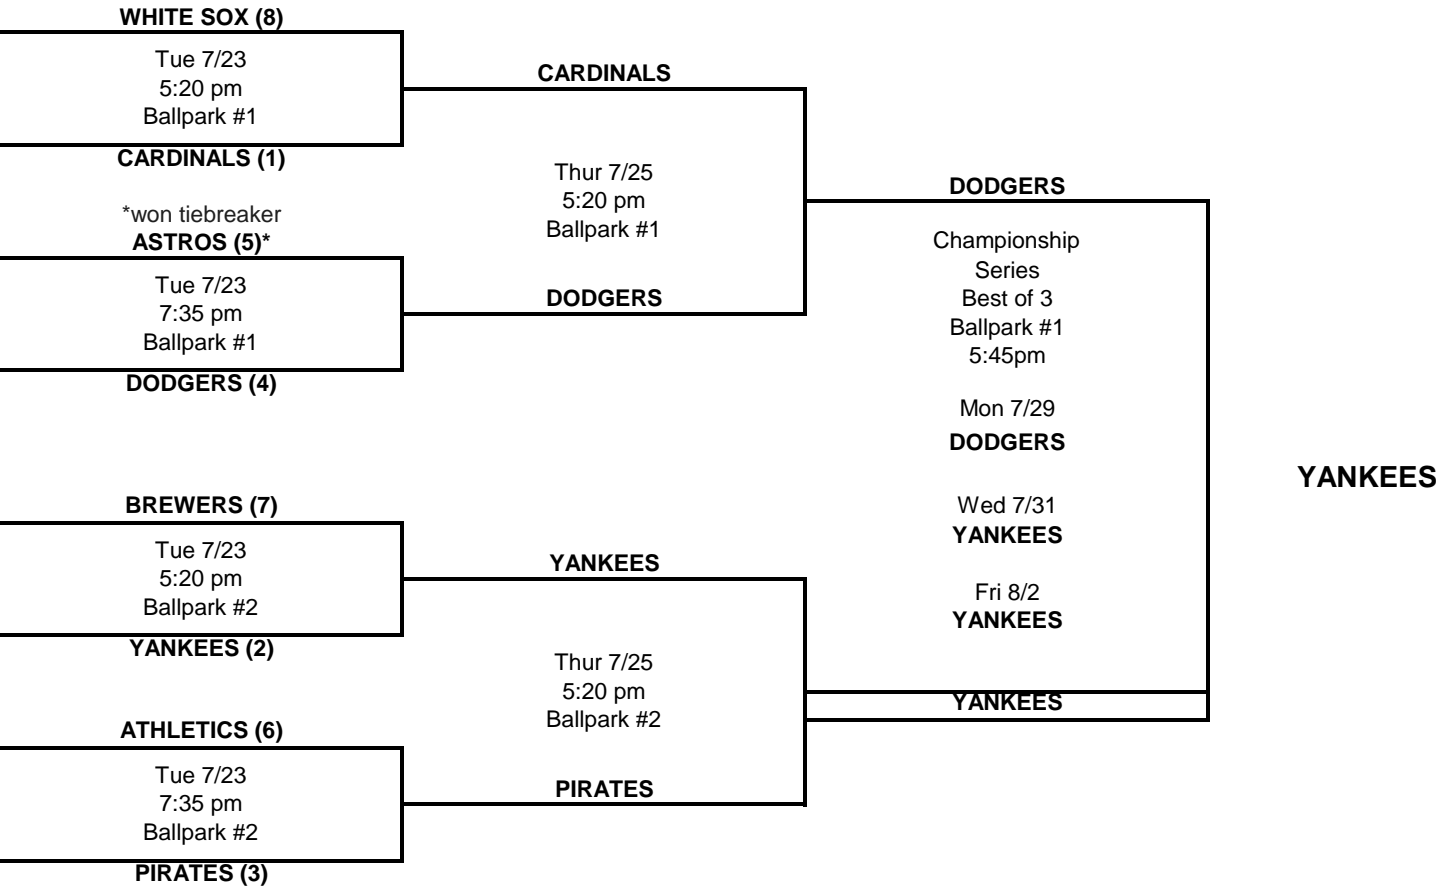 WHITE SOX (8)
Tue 7/23
5:20 pm
Ballpark #1
CARDINALS (1)
*won tiebreaker
ASTROS (5)*
Tue 7/23
7:35 pm
Ballpark #1
DODGERS (4)
BREWERS (7)
Tue 7/23
5:20 pm
Ballpark #2
YANKEES (2)
ATHLETICS (6)
Tue 7/23
7:35 pm
Ballpark #2
PIRATES (3)
CARDINALS
Thur 7/25
5:20 pm
Ballpark #1
DODGERS
YANKEES
Thur 7/25
5:20 pm
Ballpark #2
PIRATES
DODGERS
Championship
Series
Best of 3
Ballpark #1
5:45pm
Mon 7/29
DODGERS
Wed 7/31
YANKEES
Fri 8/2
YANKEES
YANKEES
YANKEES